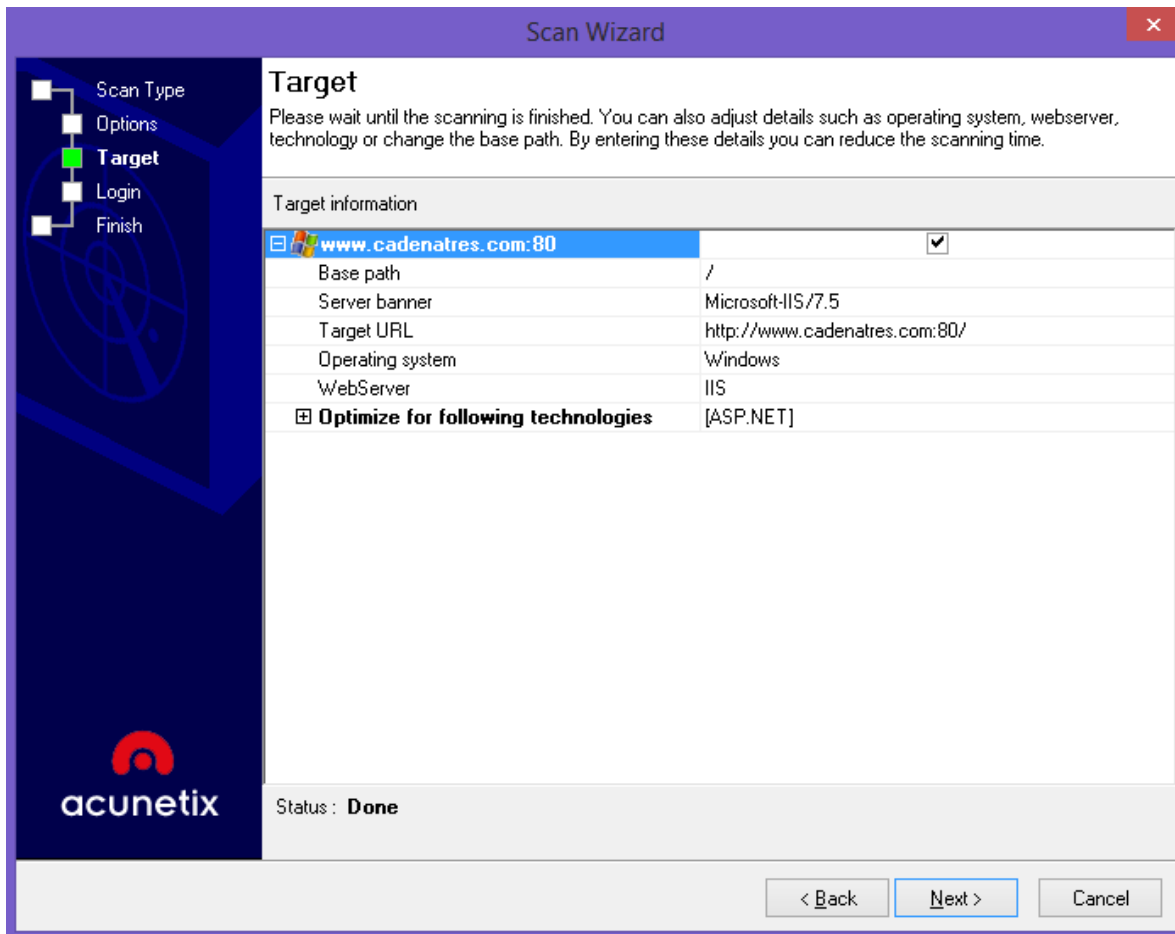 Scan Wizard
Scan Type
Options
Target
Login
Finish
acunetix
Target
Please wait until the scanning is finished. You can also adjust details such as operating system, webserver,
technology or change the base path. By entering these details you can reduce the scanning time.
Target information
www.cadenatres.com:80
Base path /
Server banner Microsoft-IIS/7.5
Target URL http://www.cadenatres.com:80/
Operating system Windows
WebServer IIS
Optimize for following technologies [ASP.NET]
Status : Done
< Back Next > Cancel